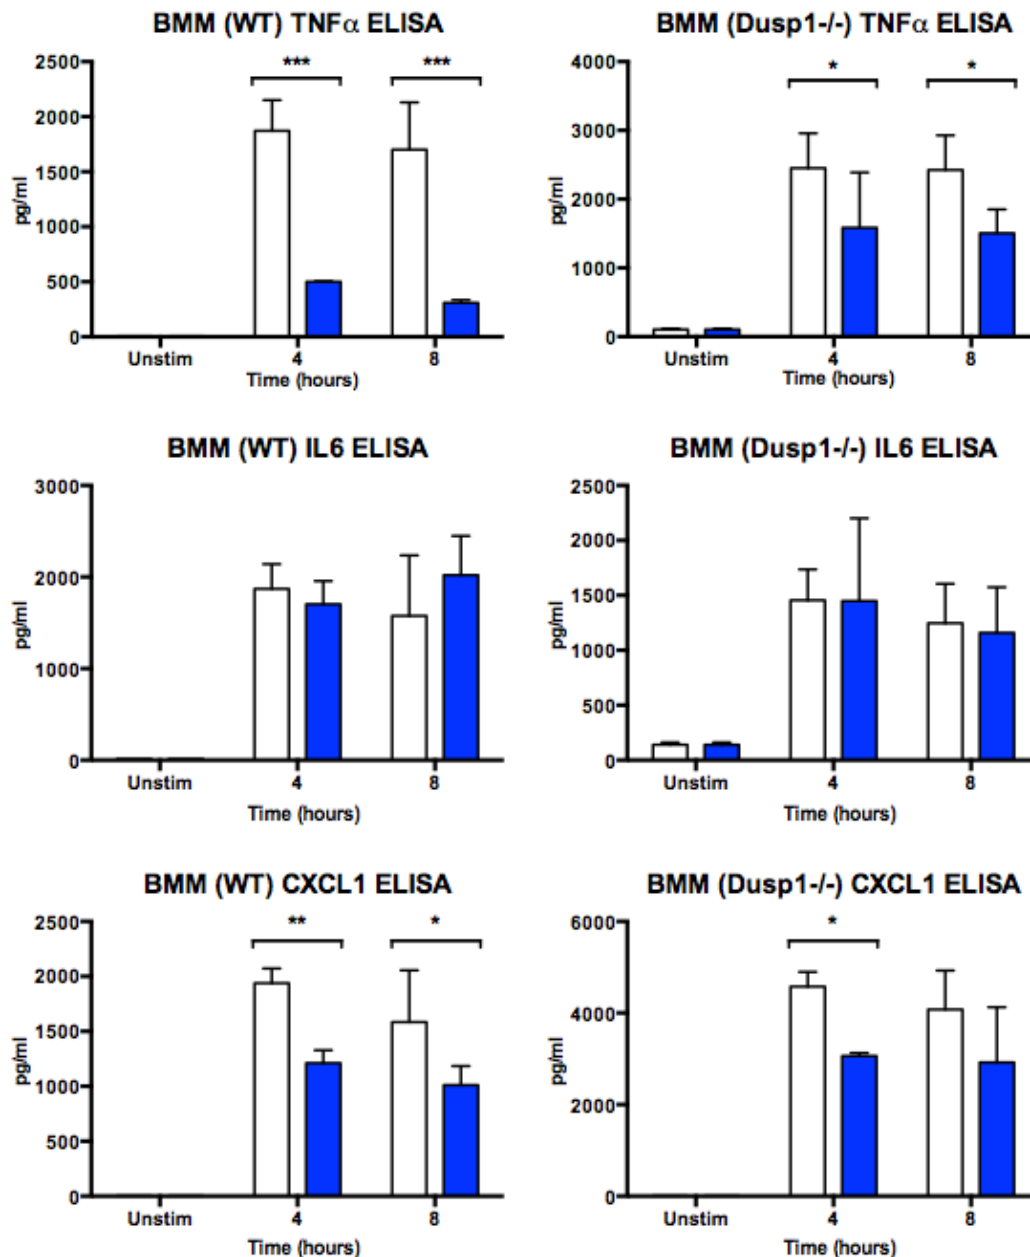 BMM (WT) TNFα ELISA
***
***
2500
2000
1500
1000
500
0
pg/ml
Unstim
4
8
Time (hours)
BMM (Dusp1-/-) TNFα ELISA
*
*
4000
3000
2000
1000
0
pg/ml
Unstim
4
8
Time (hours)
BMM (WT) IL6 ELISA
3000
2000
1000
0
pg/ml
Unstim
4
8
Time (hours)
BMM (Dusp1-/-) IL6 ELISA
2500
2000
1500
1000
500
0
pg/ml
Unstim
4
8
Time (hours)
BMM (WT) CXCL1 ELISA
**
*
2500
2000
1500
1000
500
0
pg/ml
Unstim
4
8
Time (hours)
BMM (Dusp1-/-) CXCL1 ELISA
*
6000
4000
2000
0
pg/ml
Unstim
4
8
Time (hours)